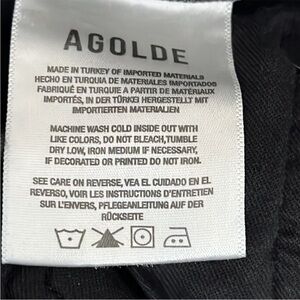 AGOLDE
MADE IN TURKEY OF IMPORTED MATERIALS
HECHO EN TURQUIA DE MATERIALES IMPORTADOS
FABRIQUÉ EN TURQUIE A PARTIR DE MATÉRIAUX
IMPORTÉS, IN DER TÜRKEI HERGESTELLT MIT
IMPORTIERTEN MATERIALIEN
MACHINE WASH COLD INSIDE OUT WITH
LIKE COLORS, DO NOT BLEACH,TUMBLE
DRY LOW, IRON MEDIUM IF NECESSARY,
IF DECORATED OR PRINTED DO NOT IRON.
SEE CARE ON REVERSE, VEA EL CUIDADO EN EL
REVERSO, VOIR LES INSTRUCTIONS D'ENTRETIEN
SUR L'ENVERS, PFLEGEANLEITUNG AUF DER
RÜCKSEITE